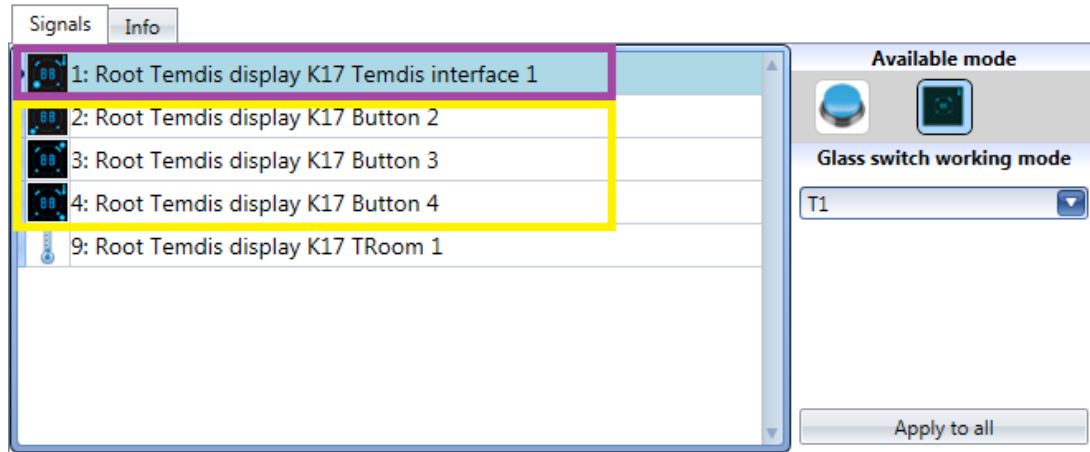 Signals Info
1: Root Temdis display K17 Temdis interface 1
2: Root Temdis display K17 Button 2
3: Root Temdis display K17 Button 3
4: Root Temdis display K17 Button 4
9: Root Temdis display K17 TRoom 1
Available mode
Glass switch working mode
T1
Apply to all